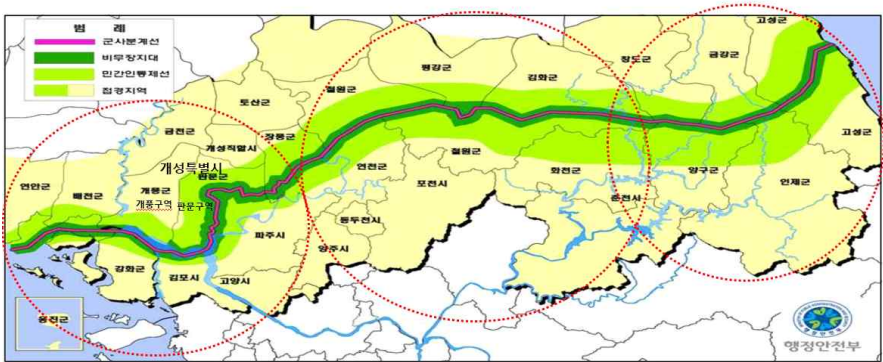 범 례
군사분계선
비무장지대
민간인통제선
접경지역
고성군
금강군
창도군
평강군
김화군
철원군
토산군
금천군
장풍군
개성직할시
개성특별시
판문군
연안군
배천군
개풍군
개풍구역
판문구역
연천군
철원군
포천시
화천군
양구군
인제군
고성군
춘천시
동두천시
파주시
양주시
강화군
김포시
고양시
옹진군
행정안전부